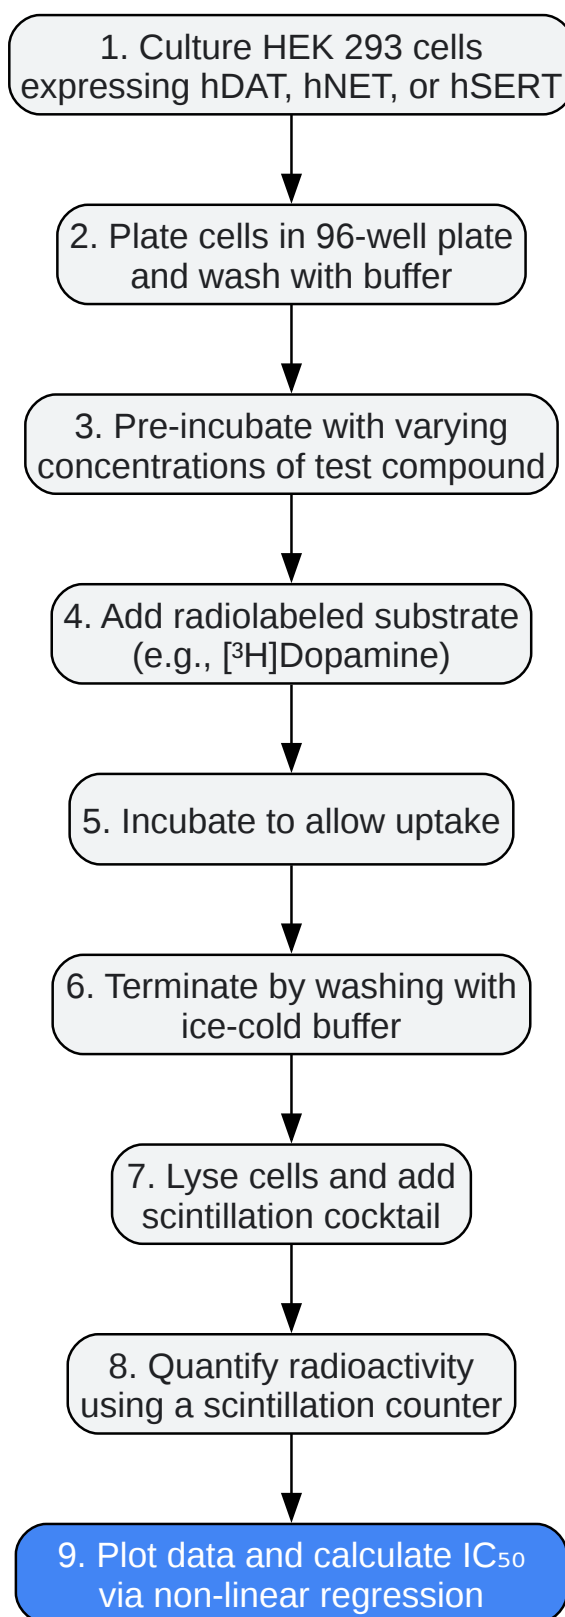 1. Culture HEK 293 cells
expressing hDAT, hNET, or hSERT
2. Plate cells in 96-well plate
and wash with buffer
3. Pre-incubate with varying
concentrations of test compound
4. Add radiolabeled substrate
(e.g., [³H]Dopamine)
5. Incubate to allow uptake
6. Terminate by washing with
ice-cold buffer
7. Lyse cells and add
scintillation cocktail
8. Quantify radioactivity
using a scintillation counter
9. Plot data and calculate IC₅₀
via non-linear regression